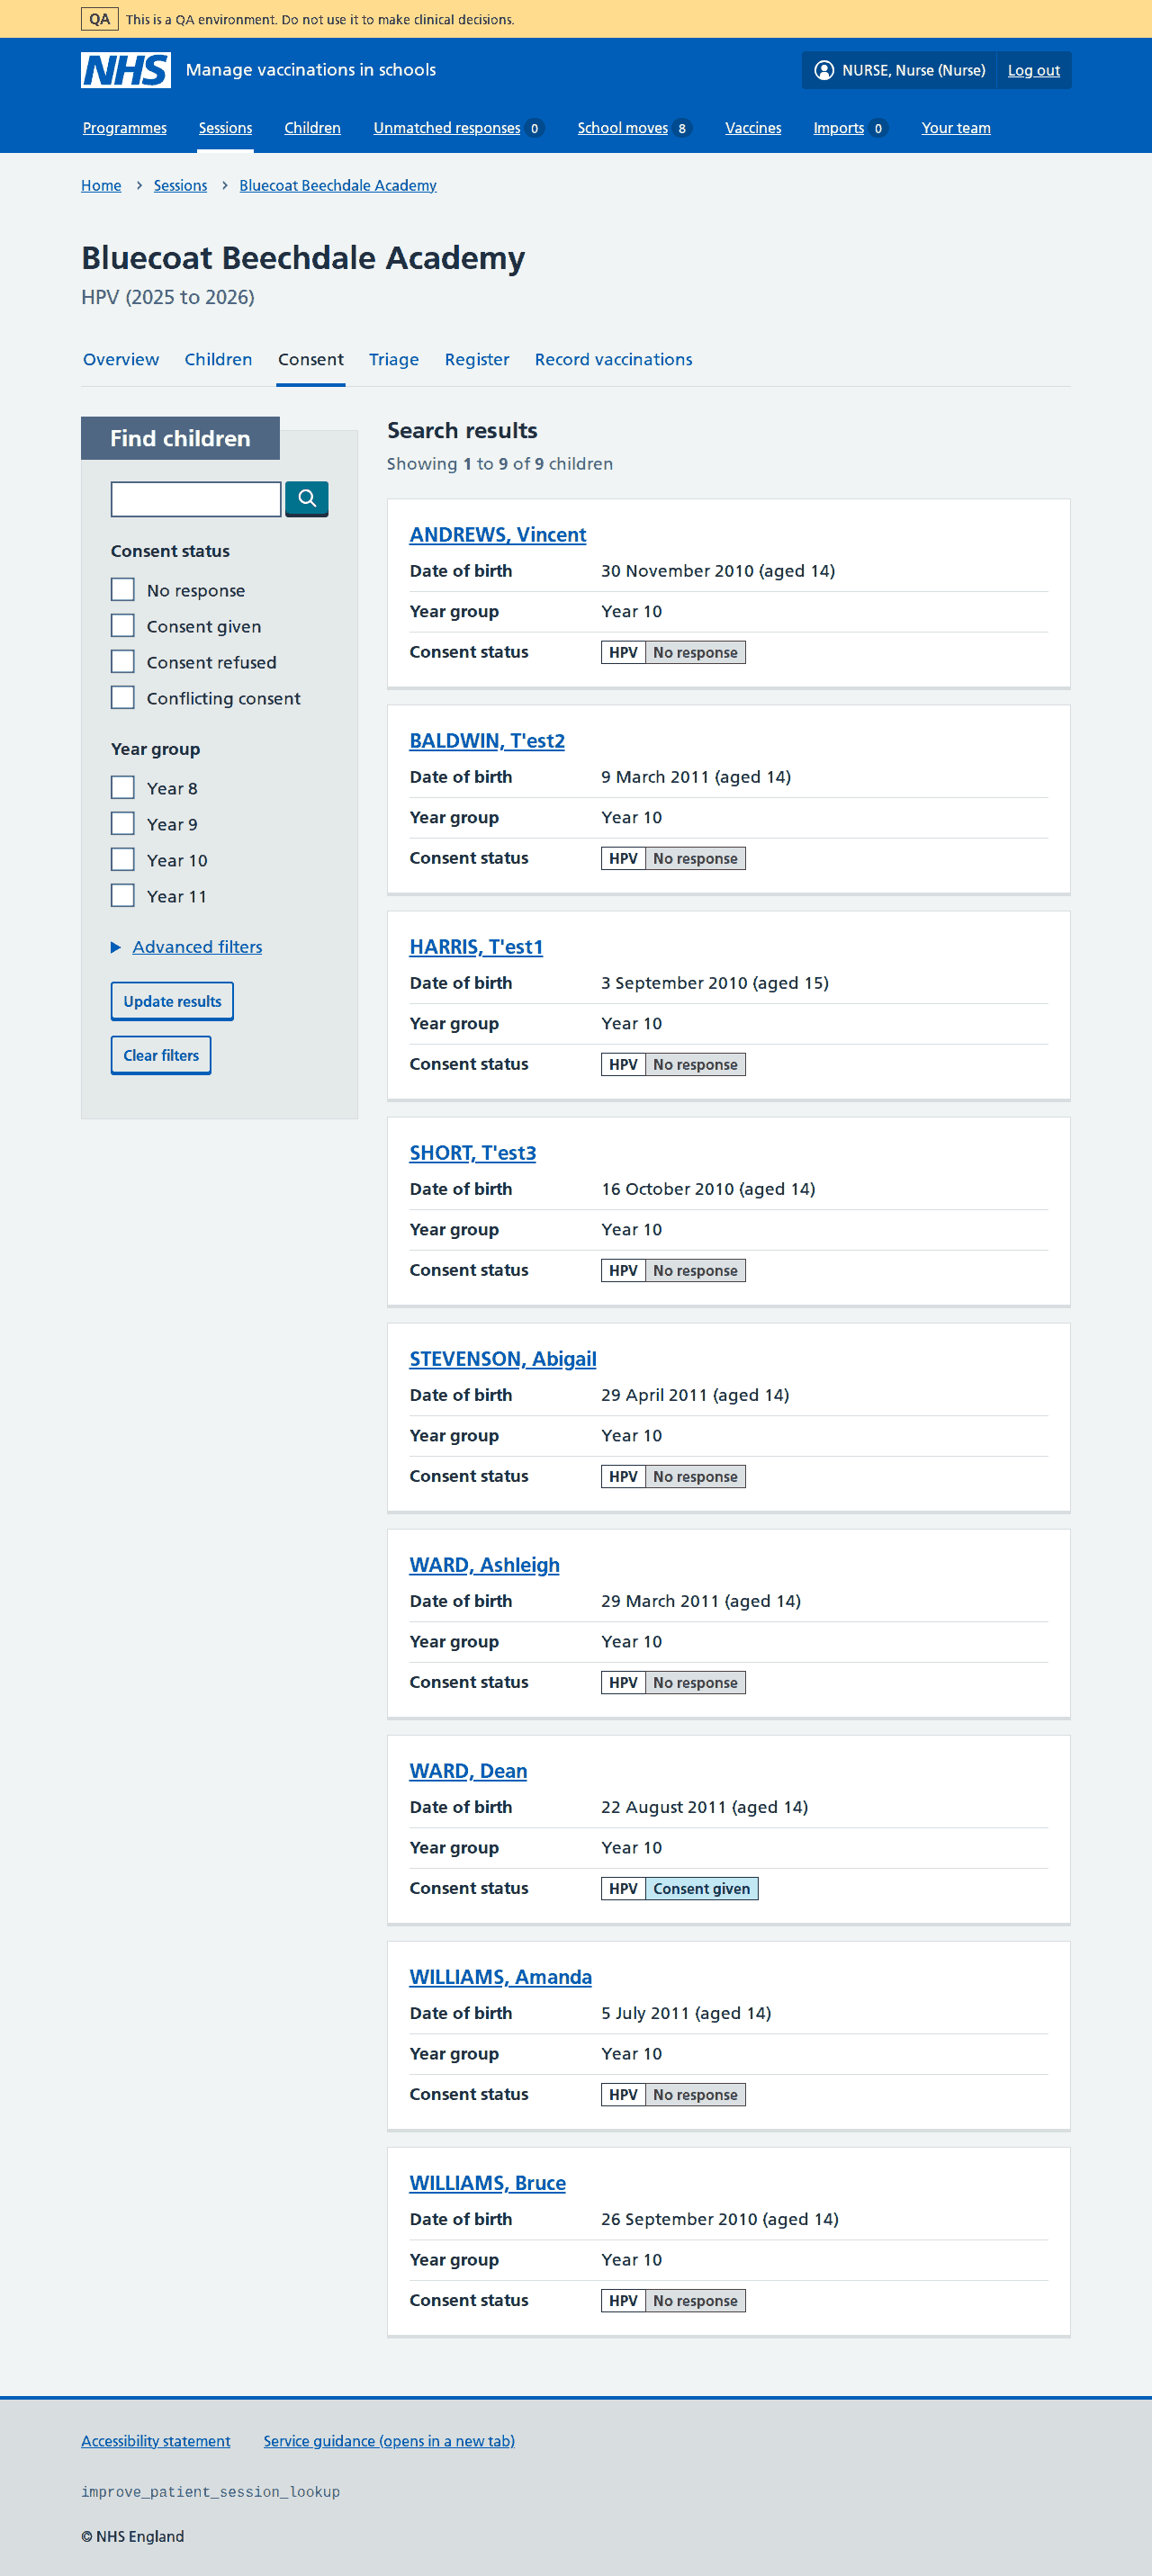 QA This is a QA environment. Do not use it to make clinical decisions.
NHS Manage vaccinations in schools NURSE, Nurse (Nurse) Log out
Programmes Sessions Children Unmatched responses 0 School moves 8 Vaccines Imports 0 Your team
Home > Sessions > Bluecoat Beechdale Academy
Bluecoat Beechdale Academy
HPV (2025 to 2026)
Overview Children Consent Triage Register Record vaccinations
Find children
Consent status
No response
Consent given
Consent refused
Conflicting consent
Year group
Year 8
Year 9
Year 10
Year 11
Advanced filters
Update results
Clear filters
Search results
Showing 1 to 9 of 9 children
ANDREWS, Vincent
Date of birth 30 November 2010 (aged 14)
Year group Year 10
Consent status HPV No response
BALDWIN, T'est2
Date of birth 9 March 2011 (aged 14)
Year group Year 10
Consent status HPV No response
HARRIS, T'est1
Date of birth 3 September 2010 (aged 15)
Year group Year 10
Consent status HPV No response
SHORT, T'est3
Date of birth 16 October 2010 (aged 14)
Year group Year 10
Consent status HPV No response
STEVENSON, Abigail
Date of birth 29 April 2011 (aged 14)
Year group Year 10
Consent status HPV No response
WARD, Ashleigh
Date of birth 29 March 2011 (aged 14)
Year group Year 10
Consent status HPV No response
WARD, Dean
Date of birth 22 August 2011 (aged 14)
Year group Year 10
Consent status HPV Consent given
WILLIAMS, Amanda
Date of birth 5 July 2011 (aged 14)
Year group Year 10
Consent status HPV No response
WILLIAMS, Bruce
Date of birth 26 September 2010 (aged 14)
Year group Year 10
Consent status HPV No response
Accessibility statement Service guidance (opens in a new tab)
improve_patient_session_lookup
© NHS England